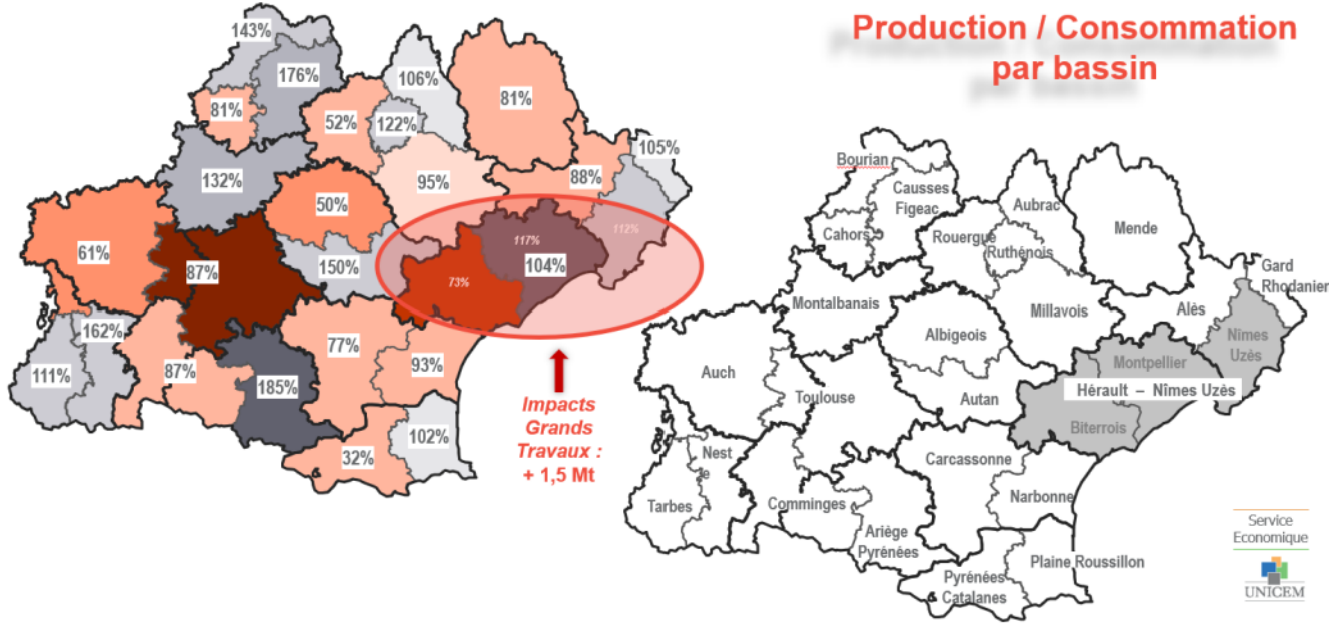 Production / Consommation
par bassin
143%
176%
106%
81%
81%
52%
122%
105%
132%
95%
88%
50%
61%
117%
112%
87%
150%
104%
73%
162%
77%
93%
111%
87%
185%
102%
32%
Impacts
Grands
Travaux :
+ 1,5 Mt
Bourian
Causses
Figeac
Cahors
Aubrac
Mende
Rouergue
Ruthénois
Gard
Rhodanier
Montalbanais
Millavois
Alès
Albigeois
Nîmes
Uzès
Montpellier
Auch
Hérault – Nîmes Uzès
Toulouse
Autan
Biterrois
Nest
e
Carcassonne
Tarbes
Comminges
Narbonne
Ariège
Pyrénées
Plaine Roussillon
Pyrénées
Catalanes
Service
Economique
UNICEM